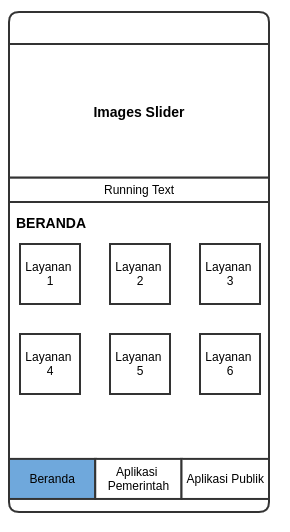 Images Slider
Running Text
BERANDA
Layanan
1
Layanan
2
Layanan
3
Layanan
4
Layanan
5
Layanan
6
Beranda
Aplikasi
Pemerintah
Aplikasi Publik